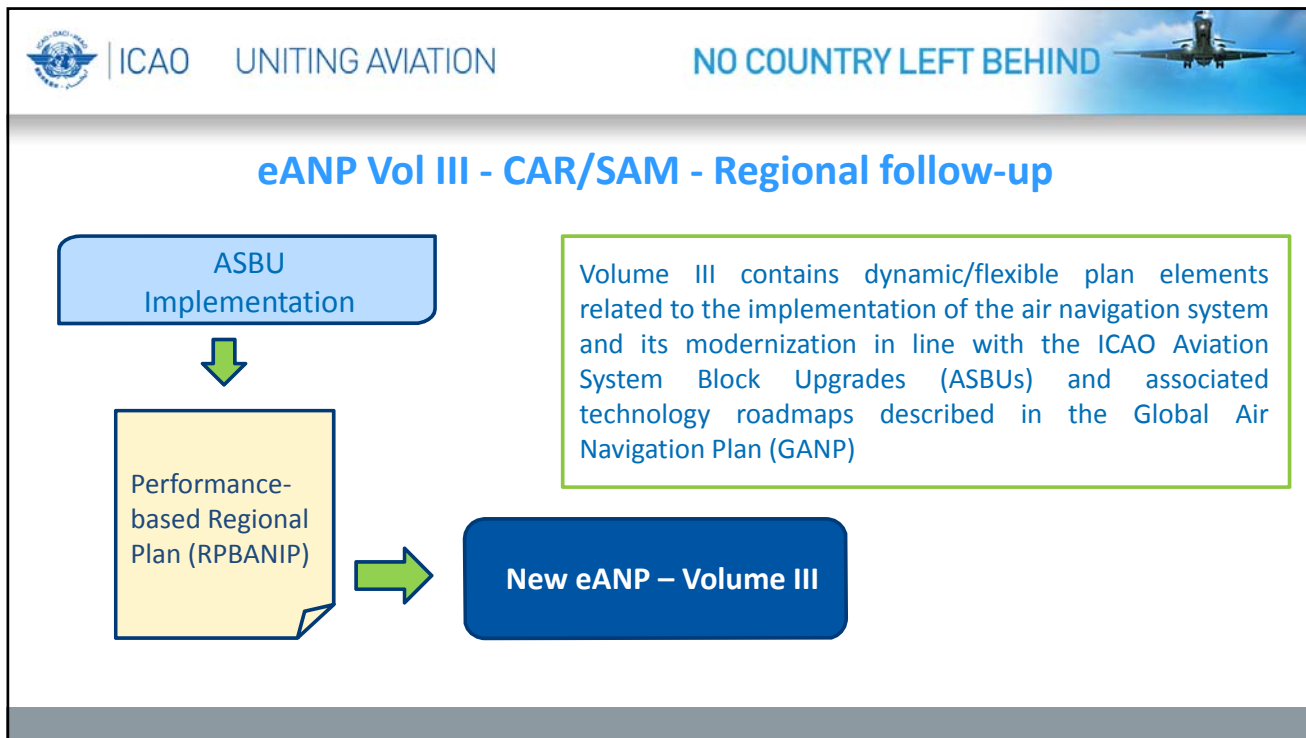 ICAO UNITING AVIATION NO COUNTRY LEFT BEHIND
eANP Vol III - CAR/SAM - Regional follow-up
ASBU
Implementation
Volume III contains dynamic/flexible plan elements
related to the implementation of the air navigation system
and its modernization in line with the ICAO Aviation
System Block Upgrades (ASBUs) and associated
technology roadmaps described in the Global Air
Navigation Plan (GANP)
Performance-
based Regional
Plan (RPBANIP)
New eANP – Volume III